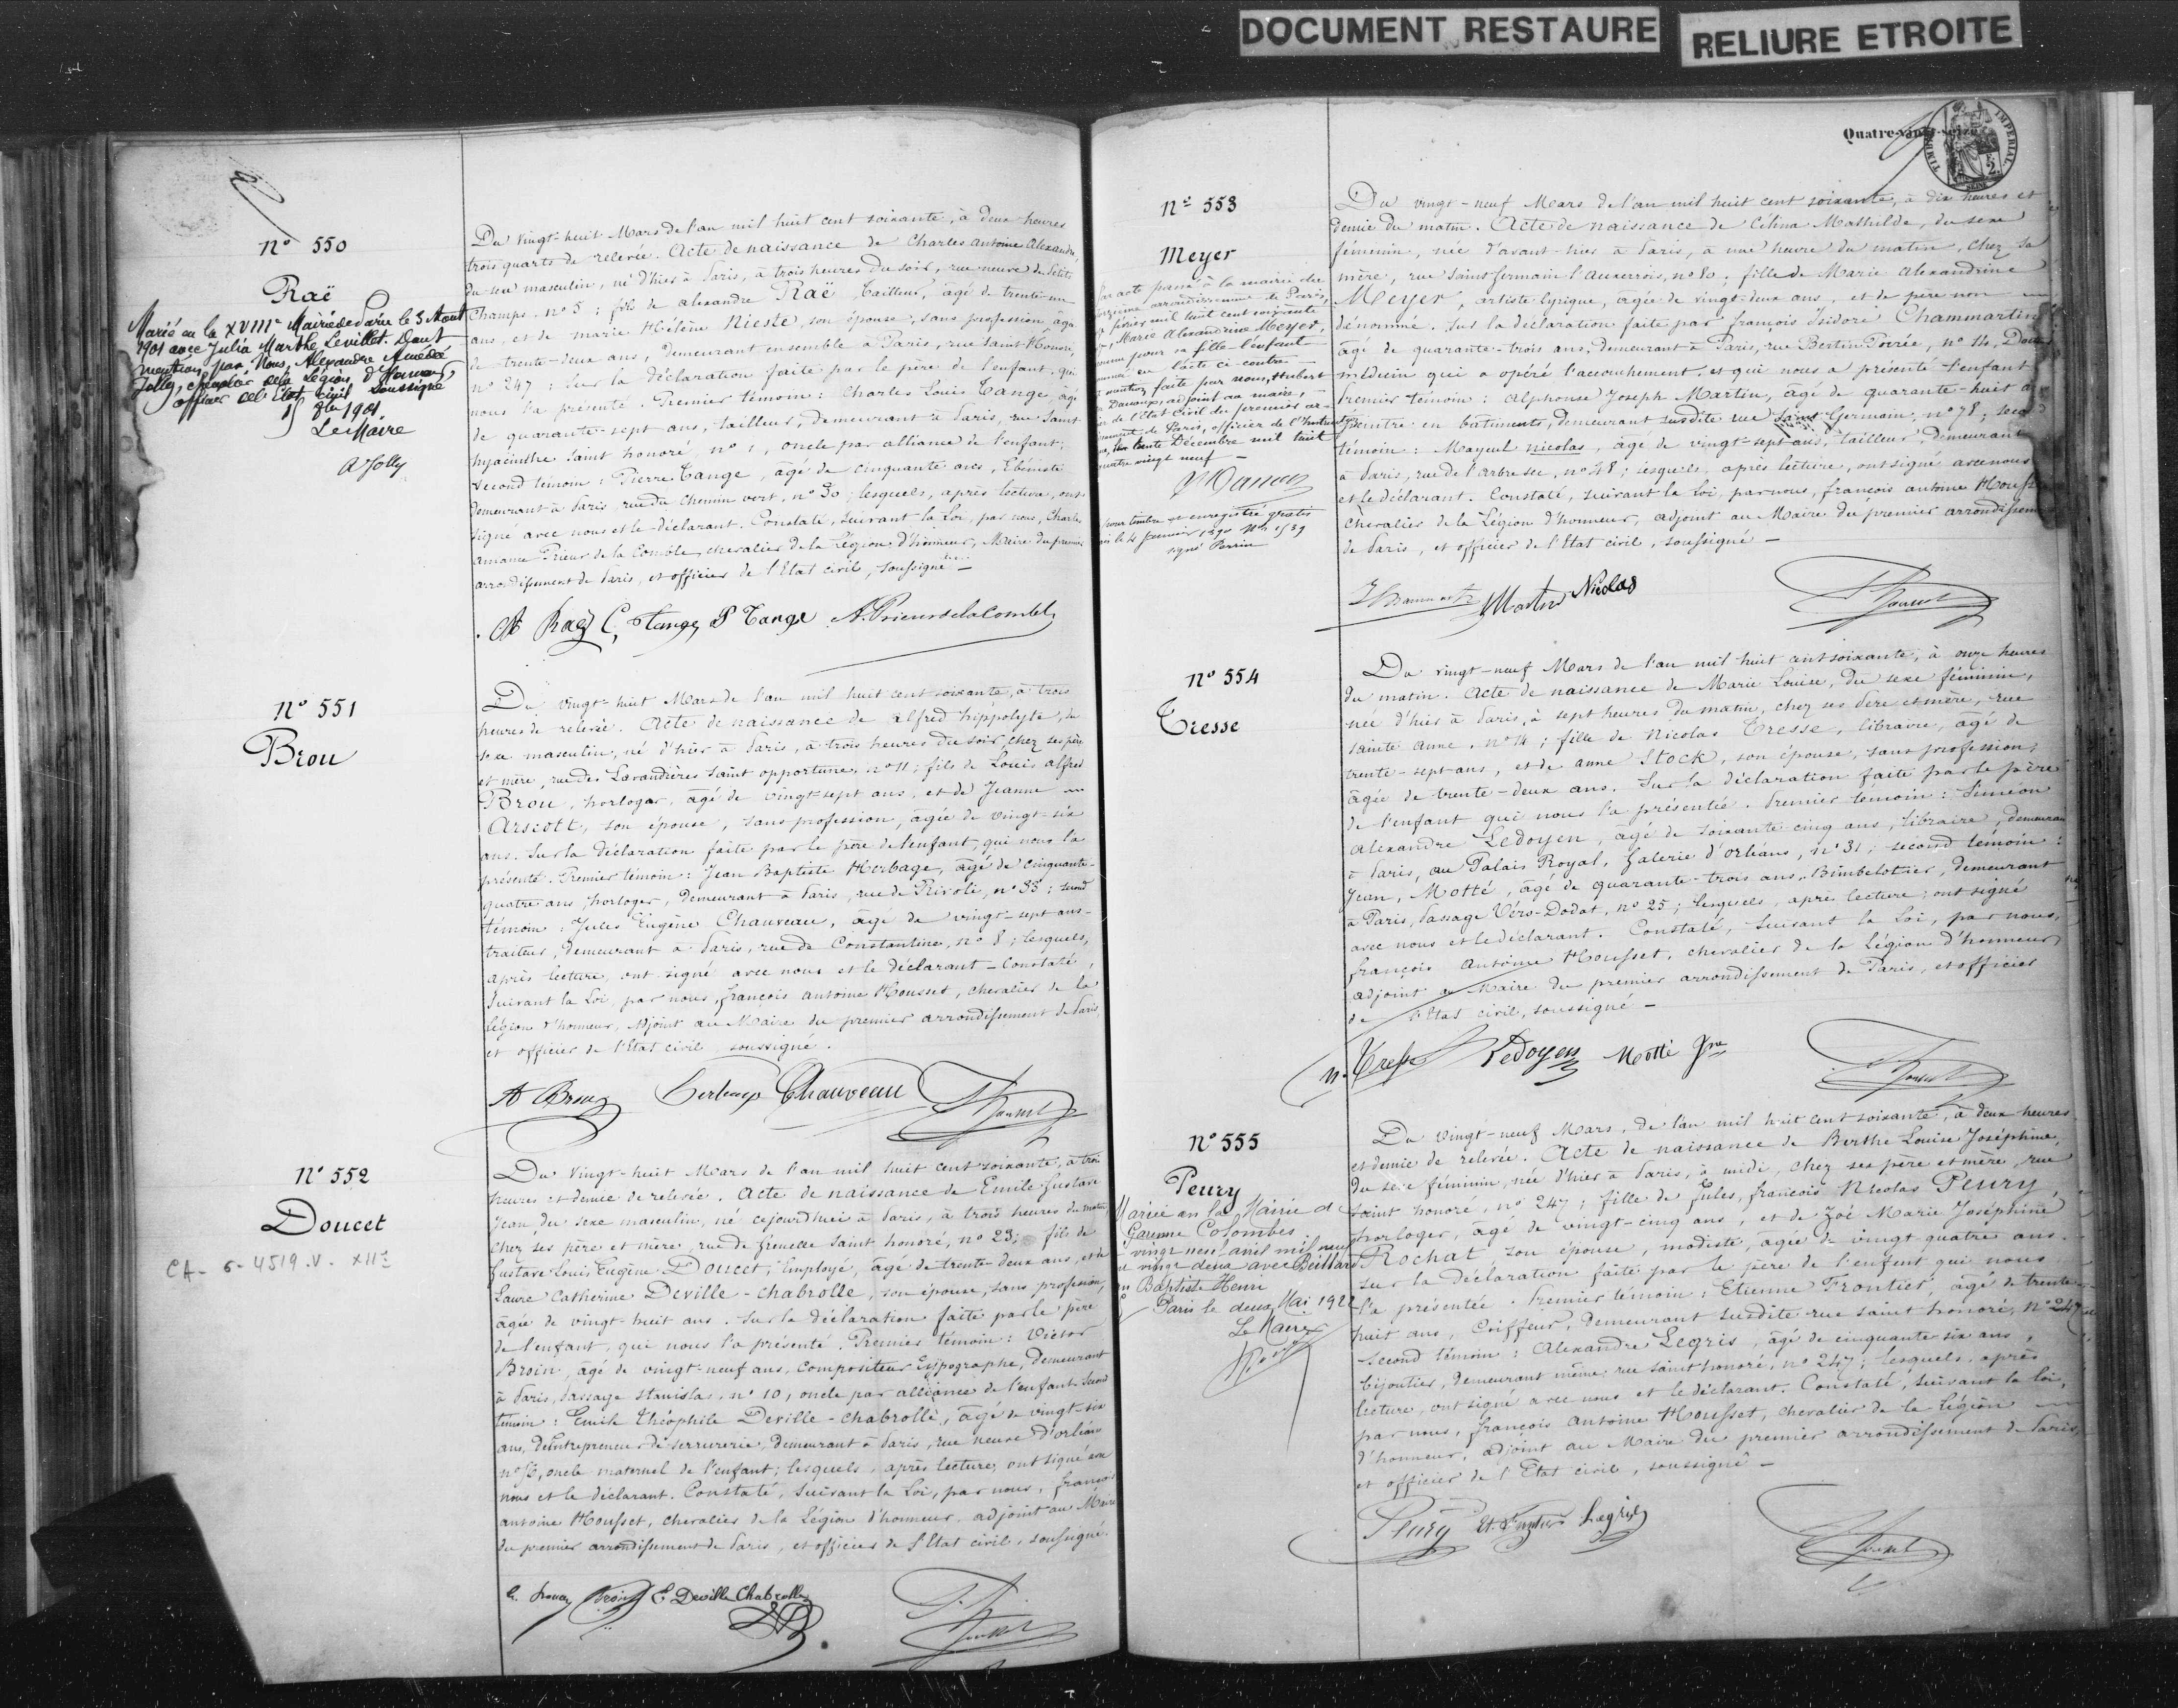 DOCUMENT RESTAURE
RELIURE ETROITE
N° 550
Raë
Marié en la XVIIIe Mairie de Paris le 3 Aout
1901 avec Julia Marthe Levillet. Dont
mention par Nous, Alexandre Amédée
Jolly, chevalier de la Légion d'honneur,
officier de l'Etat civil soussigné
1901
Le Maire
A Jolly
Du vingt-huit Mars de l'an mil huit cent soixante, à deux heures
trois quarts de relevée. Acte de naissance de Charles Antoine Alexandre,
du sexe masculin, né d'hier à Paris, à trois heures du soir, rue neuve des Petits
Champs, n° 5 ; fils de alexandre Raë, tailleur, âgé de trente-un
ans, et de marie Hélène Nieste, son épouse, sans profession, âgée
de trente-deux ans, demeurant ensemble à Paris, rue Saint-Honoré,
n° 247 ; Sur la déclaration faite par le père de l'enfant, qui
nous l'a présenté. Premier témoin : Charles Louis Tange, âgé
de quarante-sept ans, tailleur, demeurant à Paris, rue Saint-
hyacinthe Saint honoré, n° 1, oncle par alliance de l'enfant ;
Second témoin : Pierre Tange, âgé de cinquante ans, Ebéniste
demeurant à Paris, rue du Chemin vert, n° 30 ; lesquels, après lecture, ont
signé avec nous et le déclarant. Constaté, suivant la Loi, par nous, Charles
amance Prieur de la Comble, chevalier de la Légion d'honneur, Maire du premier
arrondissement de Paris, et officier de l'Etat civil, soussigné —
A Raë C. Tange P Tange A. Prieur de la Comble
N° 551
Brou
Du vingt-huit Mars de l'an mil huit cent soixante, à trois
heures de relevée. Acte de naissance de alfred hippolyte, du
sexe masculin, né d'hier à Paris, à trois heures du soir, chez ses père
et mère, rue des Lavandières Saint opportune, n° 11 ; fils de Louis alfred
Brou, horloger, âgé de vingt-sept ans, et de Jeanne
Arscott, son épouse, sans profession, âgée de vingt-six
ans. Sur la déclaration faite par le père de l'enfant, qui nous l'a
présenté. Premier témoin : Jean Baptiste Herbage, âgé de cinquante-
quatre ans, horloger, demeurant à Paris, rue de Rivoli, n° 33 ; second
témoin : Jules Eugène Chauveau, âgé de vingt-sept ans-
traiteur, demeurant à Paris, rue de Constantine, n° 8 ; lesquels,
après lecture, ont signé avec nous et le déclarant - Constaté,
suivant la Loi, par nous, françois antoine Housset, chevalier de la
légion d'honneur, adjoint au Maire du premier arrondissement de Paris,
et officier de l'Etat civil soussigné.
A Brou Chauveau
N° 552
Doucet
CA- 6- 4519 .V. XIIe
Du Vingt-huit Mars de l'an mil huit cent soixante, à trois
heures et demie de relevée. Acte de naissance de Emile Gustave
Jean du sexe masculin, né cejourd'hui à Paris, à trois heures du matin,
chez ses père et mère, rue de Grenelle Saint honoré, n° 23 ; fils de
Gustave Louis Eugène Doucet, Employé, âgé de trente-deux ans, et de
Laure Catherine Deville-chabrolle, son épouse, sans profession,
âgée de vingt-huit ans. Sur la déclaration faite par le père
de l'enfant, qui nous l'a présenté. Premier témoin : Victor
Broin, âgé de vingt-neuf ans, compositeur typographe, demeurant
à Paris, Passage Stanislas, n° 10, oncle par alliance de l'enfant. Second
témoin : Emile Théophile Deville-chabrolle, âgé de vingt-six
ans, Entrepreneur de serrurerie, demeurant à Paris, rue neuve d'orléans
n° 16, oncle maternel de l'enfant ; lesquels, après lecture, ont signé avec
nous et le déclarant. Constaté, suivant la Loi, par nous, françois
antoine Housset, chevalier de la Légion d'honneur, adjoint au Maire
du premier arrondissement de Paris, et officier de l'Etat civil, soussigné.
Broin E Deville Chabrolle
Quatre-vingt-seize
TIMBRE IMPERIAL
SEINE
N° 553
Meyer
Par acte passé à la mairie du
onzième arrondissement de Paris,
février mil huit cent soixante
Marie Alexandrine Meyer,
pour sa fille l'enfant
en l'acte ci-contre
mention faite par nous, Hubert
adjoint au maire,
de l'Etat Civil du premier ar-
de Paris, officier de l'Instruction
trente Décembre mil huit
quatre vingt neuf —
pour timbre et enregistré gratis
le 4 janvier 1890 N° 1539
signé Perrin
Du vingt-neuf Mars de l'an mil huit cent soixante, à dix heures et
demie du matin. Acte de naissance de Célina Mathilde, du sexe
féminin, née d'avant-hier à Paris, à une heure du matin, chez sa
mère, rue Saint Germain l'Auxerrois, n° 80 ; fille de Marie alexandrine
Meyer, artiste lyrique, âgée de vingt-deux ans, et de père non
dénommé. Sur la déclaration faite par françois Isidore Chammartin
âgé de quarante-trois ans, demeurant à Paris, rue Bertin Poirée, n° 14, Docteur
médecin qui a opéré l'accouchement, et qui nous a présenté l'enfant
Premier témoin : alphonse Joseph Martin, âgé de quarante-huit
peintre en bâtiments, demeurant susdite rue Saint Germain, n° 78 ; second
témoin : Mayeul Nicolas, âgé de vingt-sept ans, tailleur, demeurant
à Paris, rue de l'arbre sec, n° 48 ; lesquels, après lecture, ont signé avec nous
et le déclarant. Constaté, suivant la loi, par nous, françois antoine Housset
chevalier de la Légion d'honneur, adjoint au Maire du premier arrondissement
de Paris, et officier de l'Etat civil, soussigné —
Martin Nicolas
N° 554
Tresse
Du vingt-neuf Mars de l'an mil huit cent soixante, à onze heures
du matin. Acte de naissance de Marie Louise, du sexe féminin,
née d'hier à Paris, à sept heures du matin, chez ses Père et mère, rue
Sainte Anne, n° 14 ; fille de Nicolas Tresse, libraire, âgé de
trente-sept ans, et de anne Stock, son épouse, sans profession,
âgée de trente-deux ans. Sur la déclaration faite par le père
de l'enfant qui nous l'a présentée. Premier témoin : Siméon
Alexandre Ledoyen, âgé de soixante cinq ans, libraire, demeurant
à Paris, au Palais Royal, Galerie d'orléans, n° 31 ; second témoin :
Jean, Motté, âgé de quarante-trois ans, Bimbelotier, demeurant
à Paris, Passage Véro-Dodat, n° 25 ; lesquels, après lecture, ont signé
avec nous et le déclarant. Constaté, suivant la Loi, par nous,
françois Antoine Housset, chevalier de la Légion d'honneur
adjoint au Maire du premier arrondissement de Paris, et officier
de l'Etat civil, soussigné —
N. Tresse Ledoyen Motté Jne
N° 555
Peury
Mariée en la Mairie de
Garenne Colombes
vingt neuf avril mil neuf
vingt deux avec Beillard
Baptiste Henri
Paris le deux Mai 1922
Le Maire
Du Vingt-neuf Mars, de l'an mil huit cent soixante, à deux heures
et demie de relevée. Acte de naissance de Berthe Louise Joséphine,
du sexe féminin, née d'hier à Paris, à midi, chez ses père et mère, rue
Saint honoré, n° 247 ; fille de Jules, françois Nicolas Peury,
horloger, âgé de vingt-cinq ans, et de Zoé Marie Joséphine
Rochat son épouse, modiste, âgée de vingt quatre ans.
Sur la déclaration faite par le père de l'enfant qui nous
l'a présentée. Premier témoin : Etienne Frontier, âgé de trente-
huit ans, Coiffeur, demeurant susdite rue saint honoré, N° 247
Second témoin : Alexandre Legris, âgé de cinquante six ans,
bijoutier, demeurant même rue Saint honoré, n° 247 ; lesquels, après
lecture, ont signé avec nous et le déclarant. Constaté, suivant la loi,
par nous, françois Antoine Housset, chevalier de la Légion
d'honneur, adjoint au Maire du premier arrondissement de Paris,
et officier de l'Etat civil, soussigné —
Peury Et. Frontier Legris